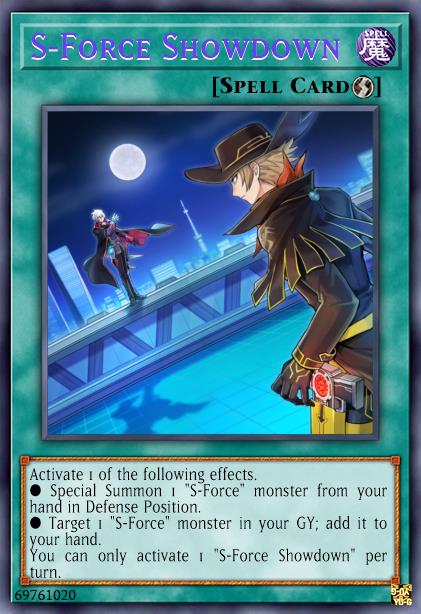 S-Force Showdown
SPELL
魔
[Spell Card]
Activate 1 of the following effects.
● Special Summon 1 "S-Force" monster from your
hand in Defense Position.
● Target 1 "S-Force" monster in your GY; add it to
your hand.
You can only activate 1 "S-Force Showdown" per
turn.
69761020